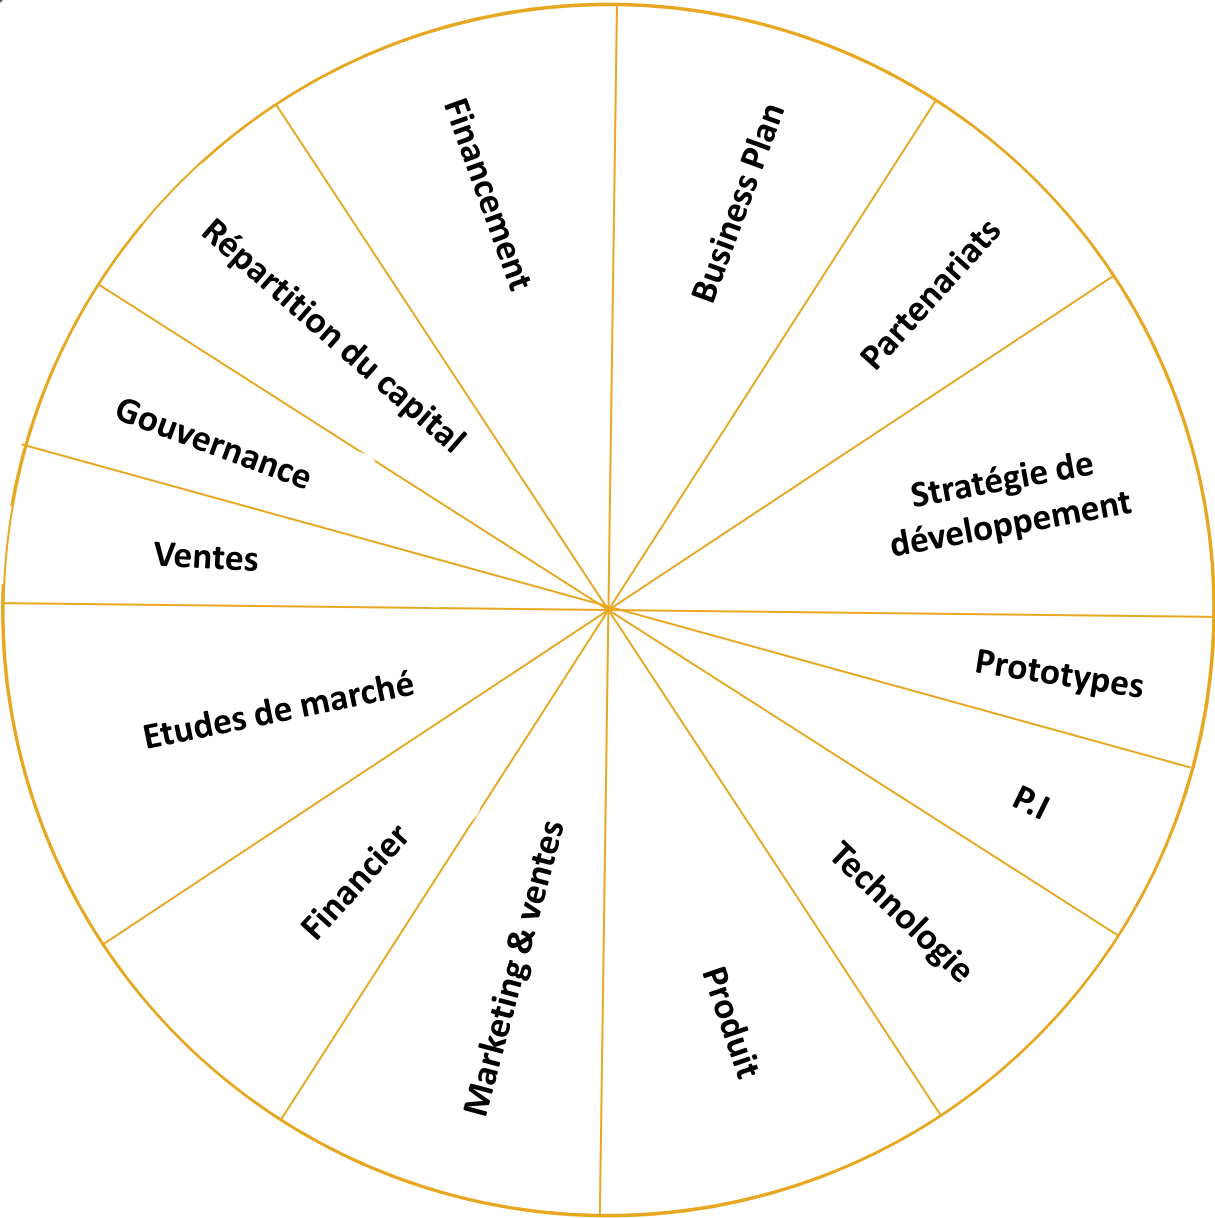 Business Plan
Partenariats
Stratégie de
développement
Prototypes
P.I
Technologie
Produit
Marketing & ventes
Financier
Etudes de marché
Ventes
Gouvernance
Répartition du capital
Financement